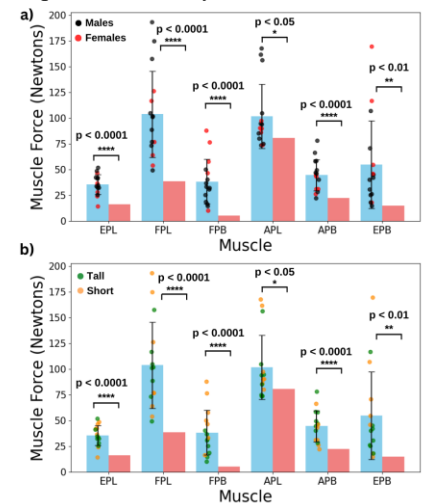 a)
200
175
150
125
100
75
50
25
0
Muscle Force (Newtons)
Males
Females
p < 0.0001
****
p < 0.0001
****
p < 0.0001
****
p < 0.05
*
p < 0.0001
****
p < 0.01
**
EPL FPL FPB APL APB EPB
Muscle
b)
200
175
150
125
100
75
50
25
0
Muscle Force (Newtons)
Tall
Short
p < 0.0001
****
p < 0.0001
****
p < 0.0001
****
p < 0.05
*
p < 0.0001
****
p < 0.01
**
EPL FPL FPB APL APB EPB
Muscle